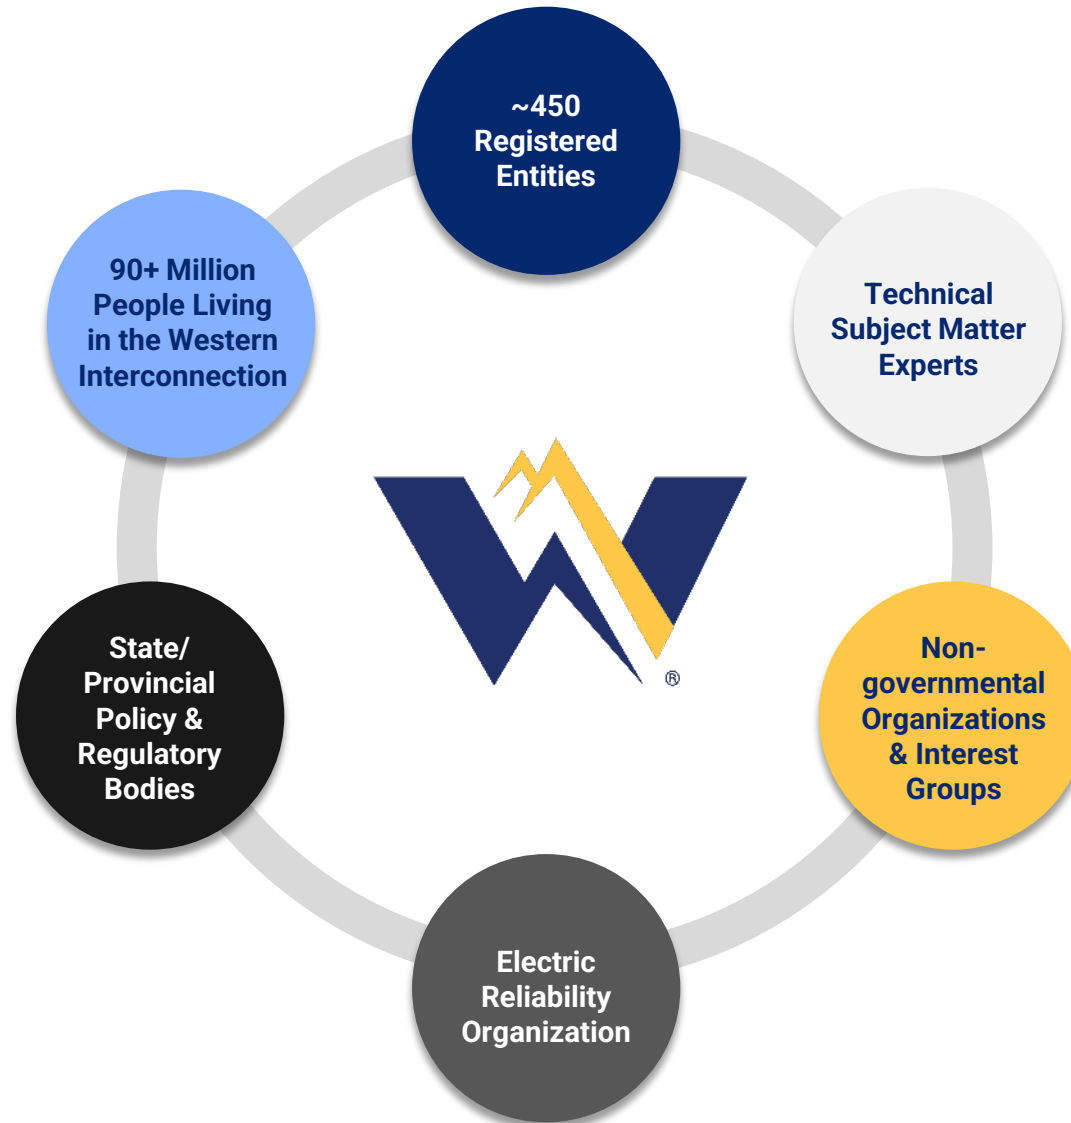 ~450
Registered
Entities
90+ Million
People Living
in the Western
Interconnection
Technical
Subject Matter
Experts
State/
Provincial
Policy &
Regulatory
Bodies
Non-
governmental
Organizations
& Interest
Groups
Electric
Reliability
Organization
®